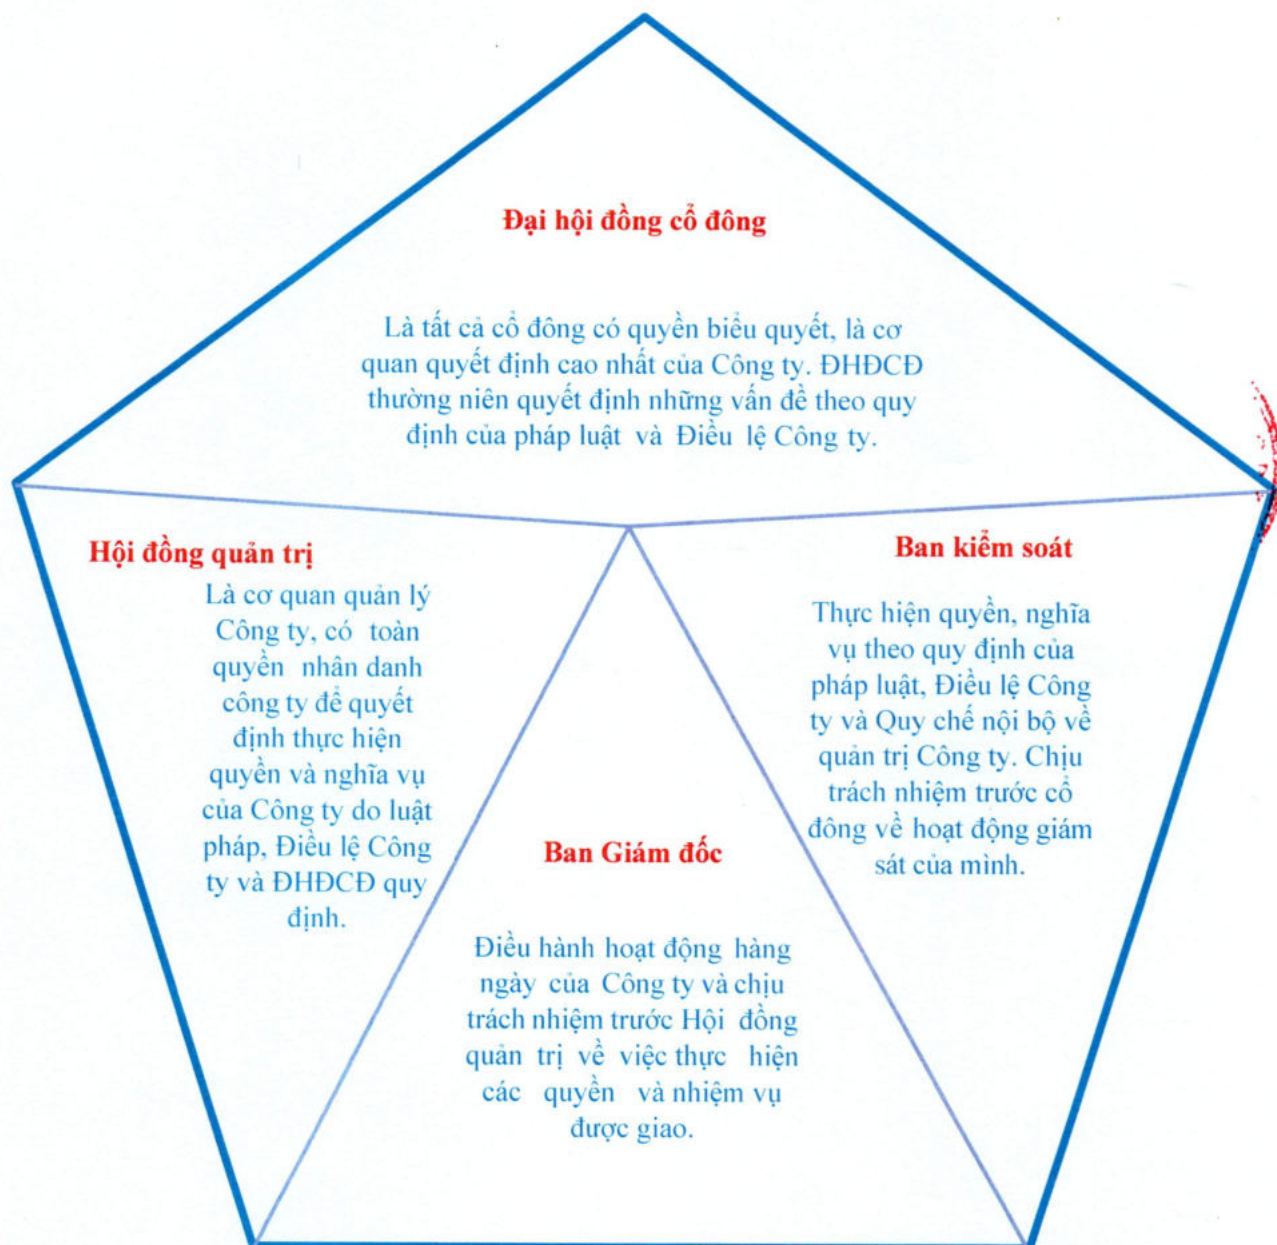 Đại hội đồng cổ đông
Là tất cả cổ đông có quyền biểu quyết, là cơ
quan quyết định cao nhất của Công ty. ĐHĐCĐ
thường niên quyết định những vấn đề theo quy
định của pháp luật và Điều lệ Công ty.
Hội đồng quản trị
Là cơ quan quản lý
Công ty, có toàn
quyền nhân danh
công ty để quyết
định thực hiện
quyền và nghĩa vụ
của Công ty do luật
pháp, Điều lệ Công
ty và ĐHĐCĐ quy
định.
Ban kiểm soát
Thực hiện quyền, nghĩa
vụ theo quy định của
pháp luật, Điều lệ Công
ty và Quy chế nội bộ về
quản trị Công ty. Chịu
trách nhiệm trước cổ
đông về hoạt động giám
sát của mình.
Ban Giám đốc
Điều hành hoạt động hàng
ngày của Công ty và chịu
trách nhiệm trước Hội đồng
quản trị về việc thực hiện
các quyền và nhiệm vụ
được giao.